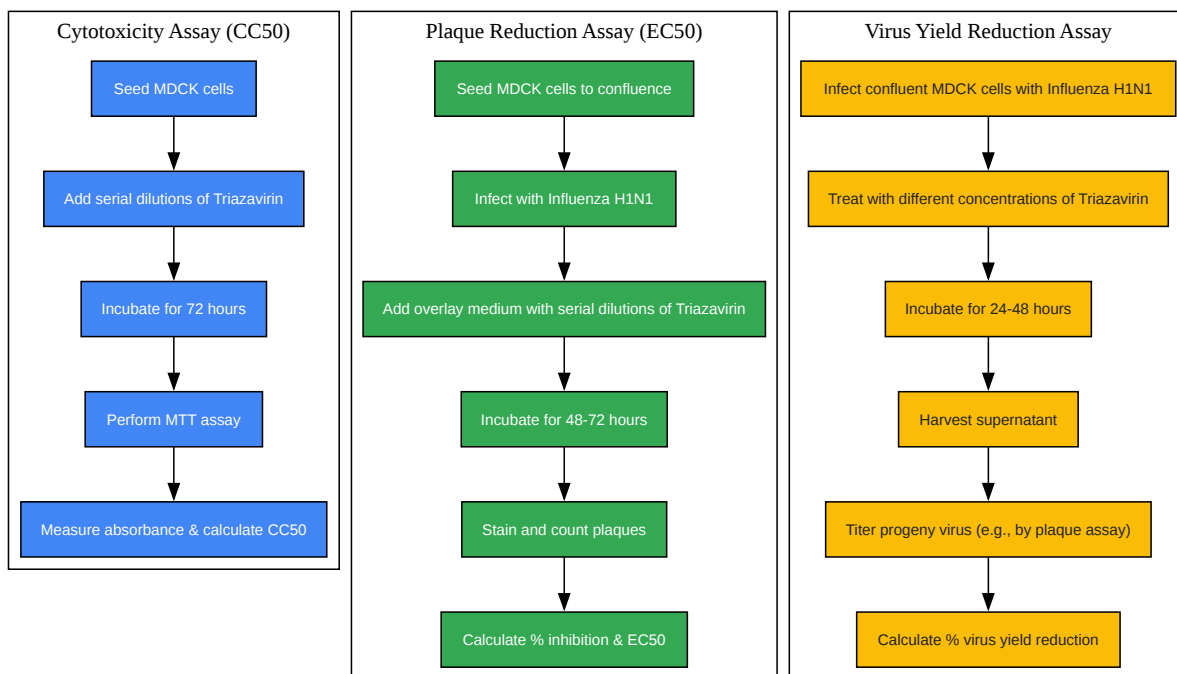 Cytotoxicity Assay (CC50)
Seed MDCK cells
Add serial dilutions of Triazavirin
Incubate for 72 hours
Perform MTT assay
Measure absorbance & calculate CC50
Plaque Reduction Assay (EC50)
Seed MDCK cells to confluence
Infect with Influenza H1N1
Add overlay medium with serial dilutions of Triazavirin
Incubate for 48-72 hours
Stain and count plaques
Calculate % inhibition & EC50
Virus Yield Reduction Assay
Infect confluent MDCK cells with Influenza H1N1
Treat with different concentrations of Triazavirin
Incubate for 24-48 hours
Harvest supernatant
Titer progeny virus (e.g., by plaque assay)
Calculate % virus yield reduction